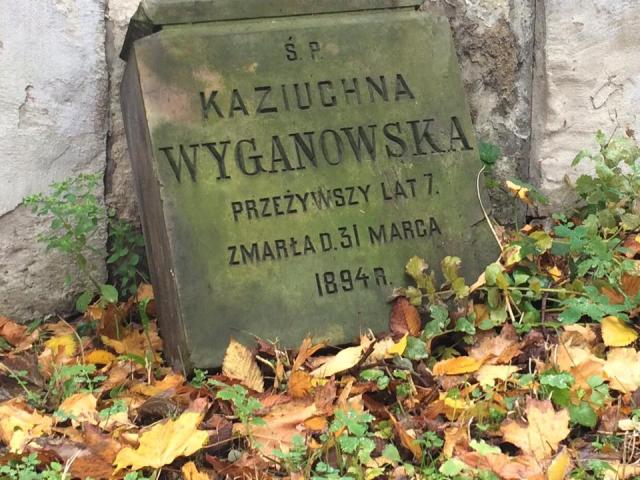 Ś. P.
KAZIUCHNA
WYGANOWSKA
PRZEŻYWSZY LAT 7.
ZMARŁA D. 31 MARCA
1894 R.